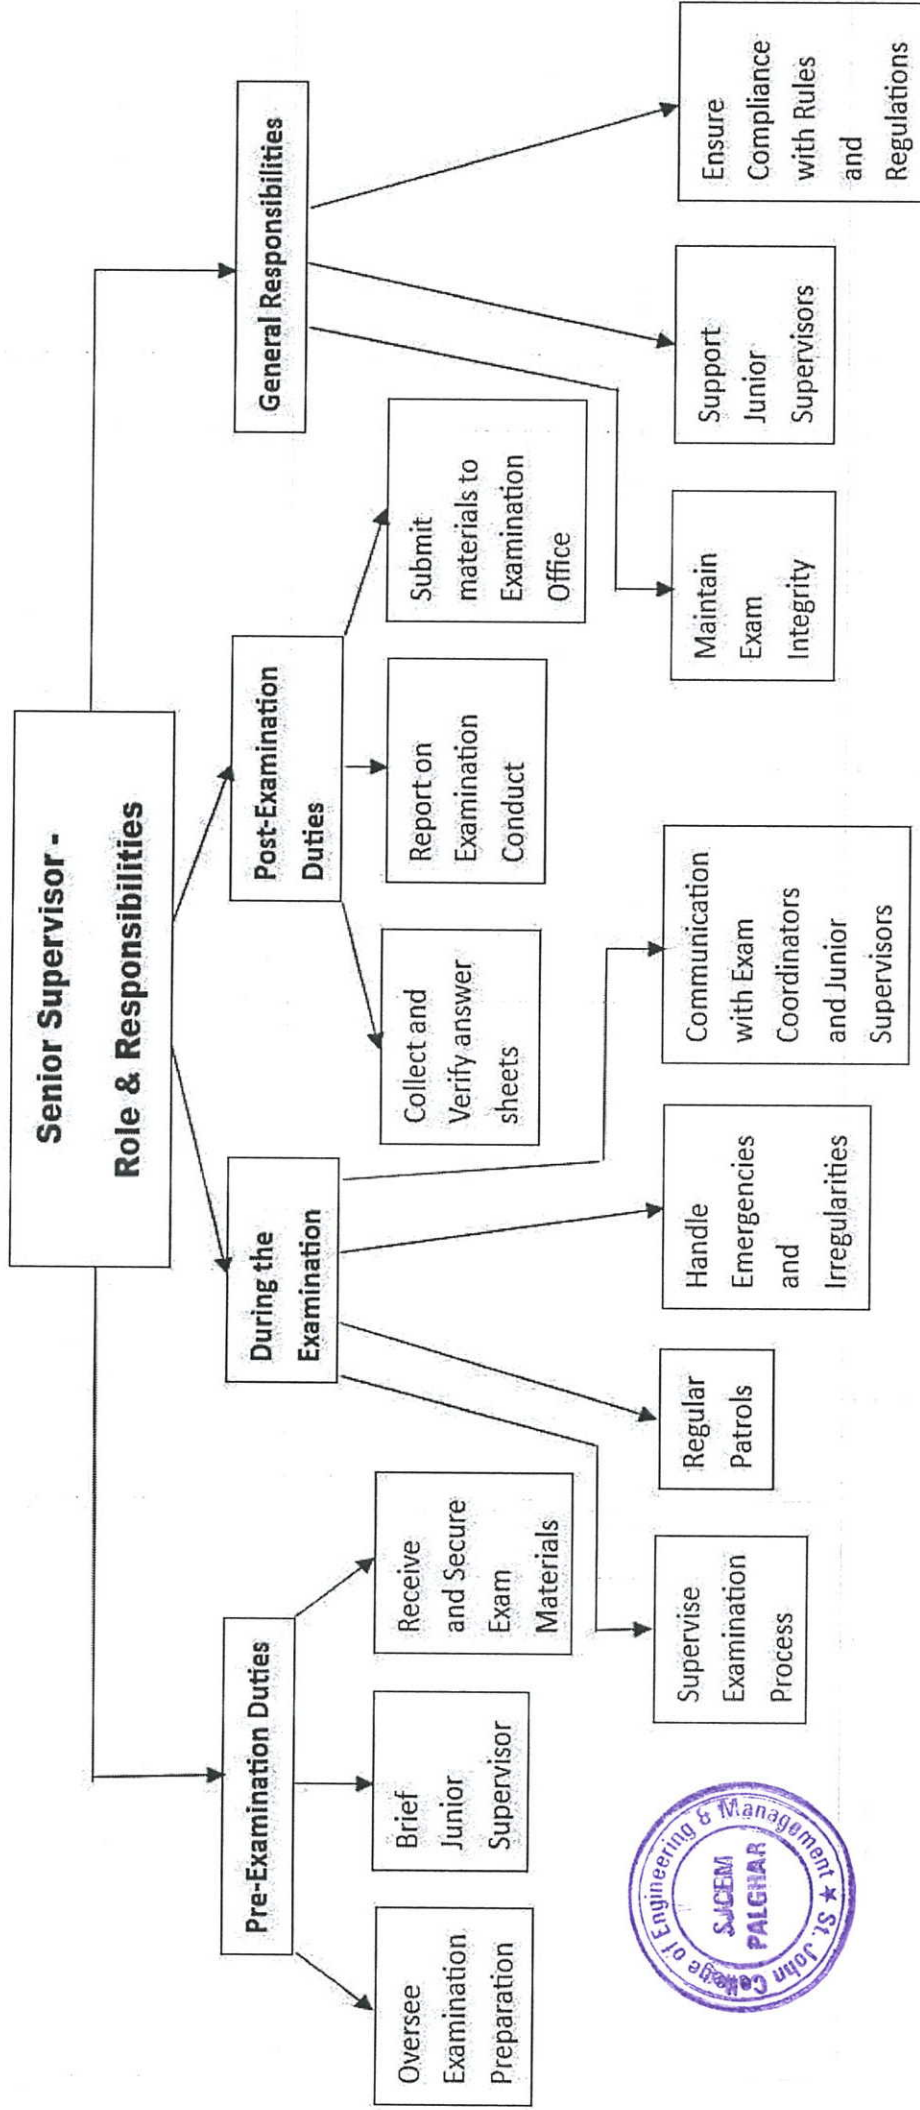 Senior Supervisor -
Role & Responsibilities
Pre-Examination Duties
During the
Examination
Post-Examination
Duties
General Responsibilities
Oversee
Examination
Preparation
Brief
Junior
Supervisor
Receive
and Secure
Exam
Materials
Collect and
Verify answer
sheets
Report on
Examination
Conduct
Submit
materials to
Examination
Office
Supervise
Examination
Process
Regular
Patrols
Handle
Emergencies
and
Irregularities
Communication
with Exam
Coordinators
and Junior
Supervisors
Maintain
Exam
Integrity
Support
Junior
Supervisors
Ensure
Compliance
with Rules
and
Regulations
St. John College of Engineering & Management
SJCEM
PALGHAR